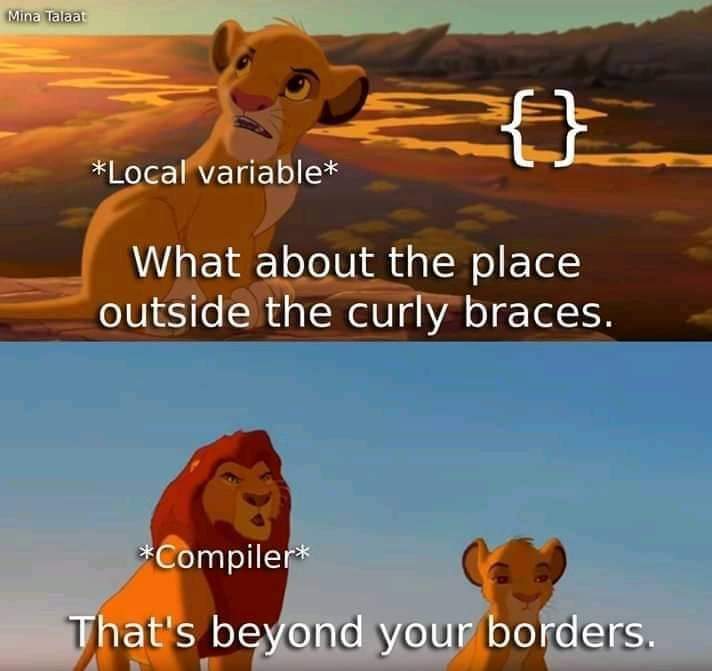 Mina Talaat
{}
*Local variable*
What about the place
outside the curly braces.
*Compiler*
That's beyond your borders.